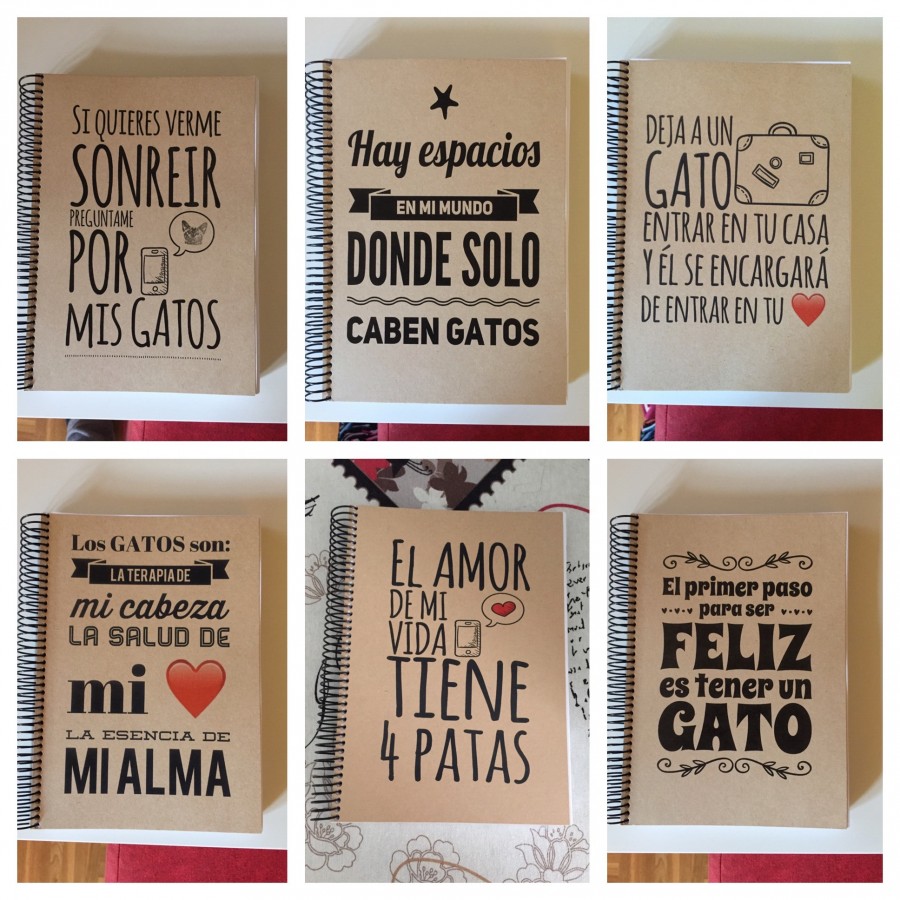 SI QUIERES VERME
SONREIR
PREGUNTAME
POR
MIS GATOS
Hay espacios
EN MI MUNDO
DONDE SOLO
CABEN GATOS
DEJA A UN
GATO
ENTRAR EN TU CASA
Y ÉL SE ENCARGARÁ
DE ENTRAR EN TU ❤️
Los GATOS son:
LA TERAPIA DE
mi cabeza
LA SALUD DE
mi ❤️
LA ESENCIA DE
MI ALMA
EL AMOR
DE MI
VIDA
TIENE
4 PATAS
El primer paso
para ser
FELIZ
es tener un
GATO